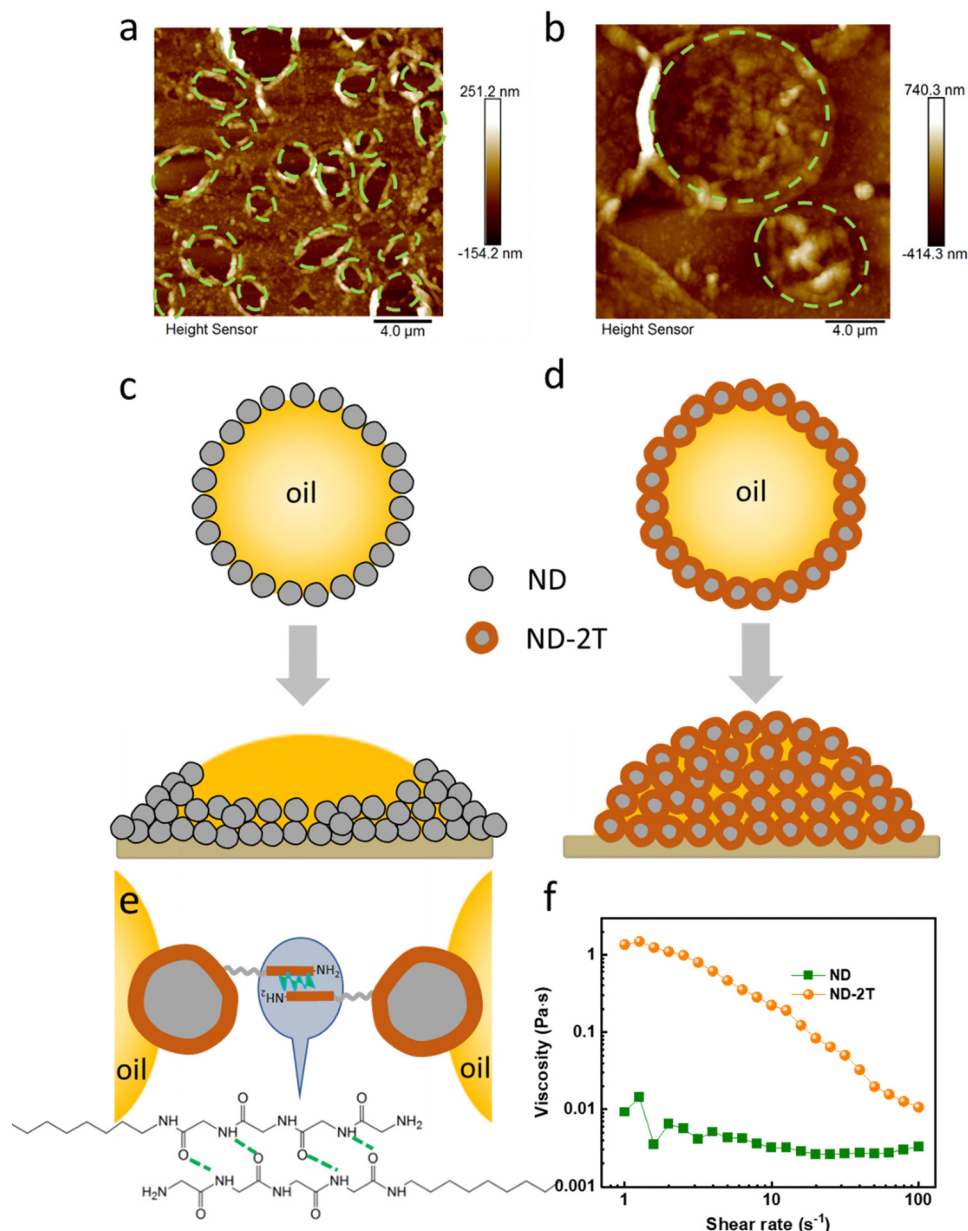 a
251.2 nm
-154.2 nm
Height Sensor
4.0 µm
b
740.3 nm
-414.3 nm
Height Sensor
4.0 µm
c
oil
d
oil
ND
ND-2T
e
oil
NH₂
NH₂
oil
O
O
NH
NH
NH
NH
NH₂
O
O
O
O
H₂N
NH
NH
NH
NH
O
O
f
Viscosity (Pa·s)
1
0.1
0.01
0.001
ND
ND-2T
1
10
100
Shear rate (s⁻¹)